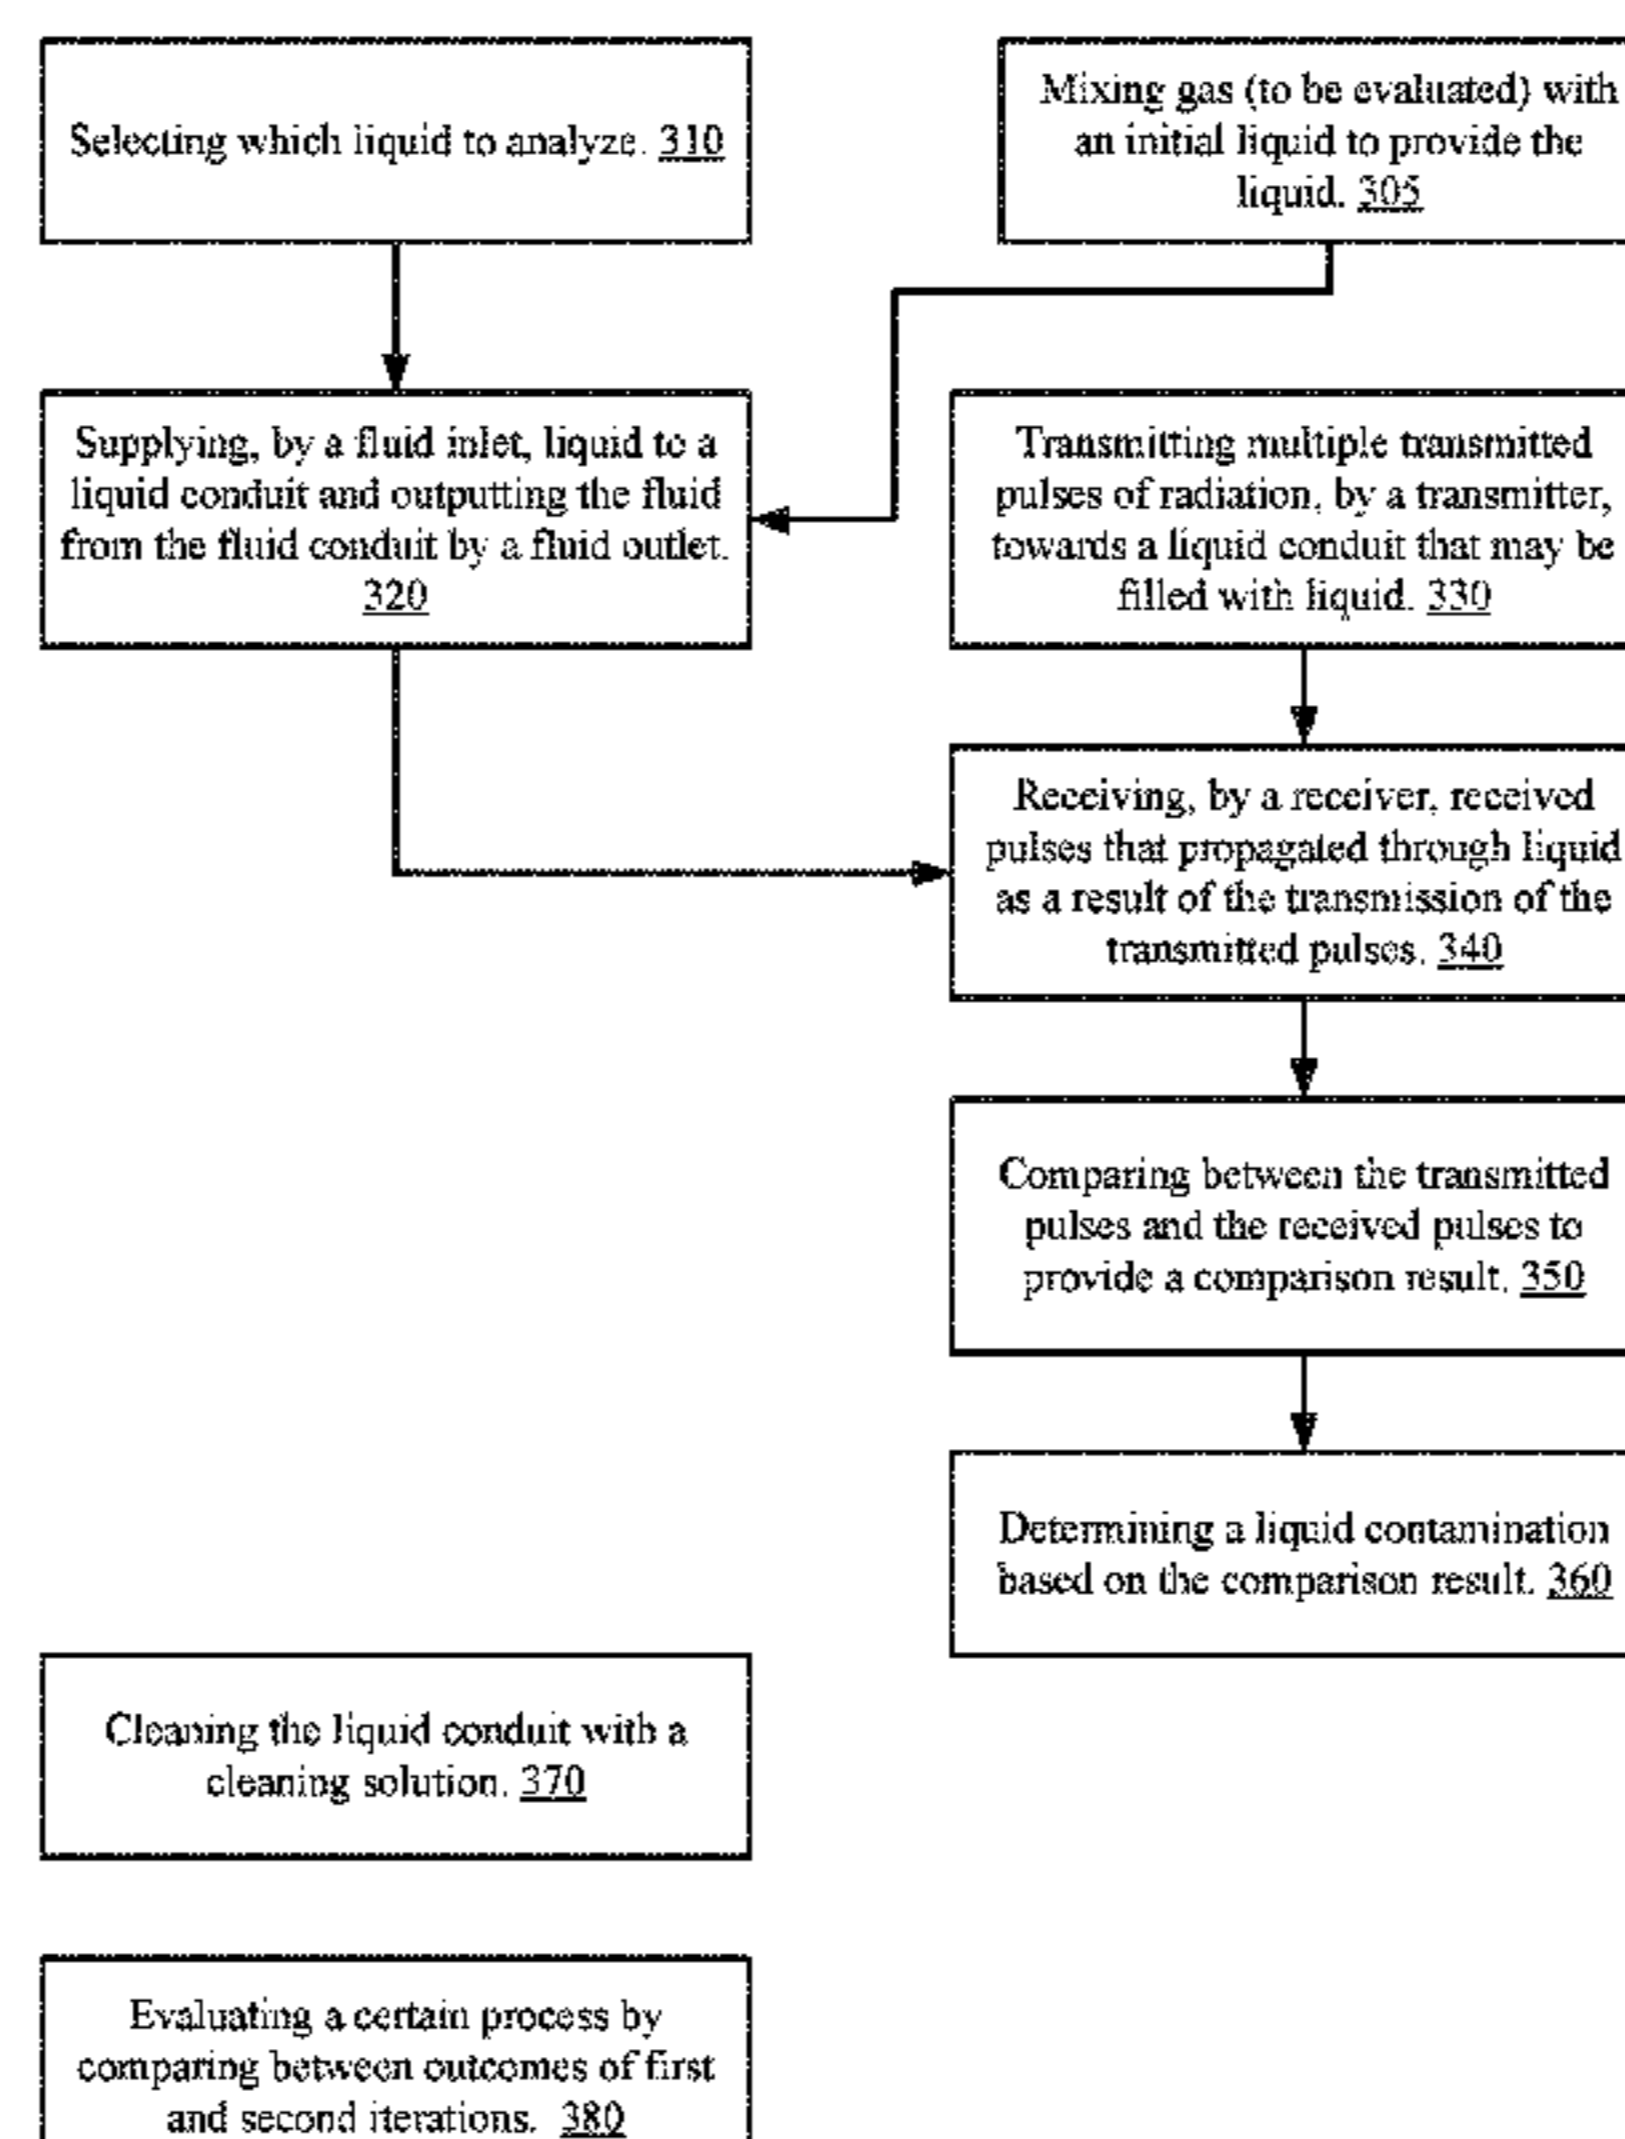 Selecting which liquid to analyze. 310
Mixing gas (to be evaluated) with
an initial liquid to provide the
liquid. 305
Supplying, by a fluid inlet, liquid to a
liquid conduit and outputting the fluid
from the fluid conduit by a fluid outlet.
320
Transmitting multiple transmitted
pulses of radiation, by a transmitter,
towards a liquid conduit that may be
filled with liquid. 330
Receiving, by a receiver, received
pulses that propagated through liquid
as a result of the transmission of the
transmitted pulses. 340
Comparing between the transmitted
pulses and the received pulses to
provide a comparison result. 350
Determining a liquid contamination
based on the comparison result. 360
Cleaning the liquid conduit with a
cleaning solution. 370
Evaluating a certain process by
comparing between outcomes of first
and second iterations. 380